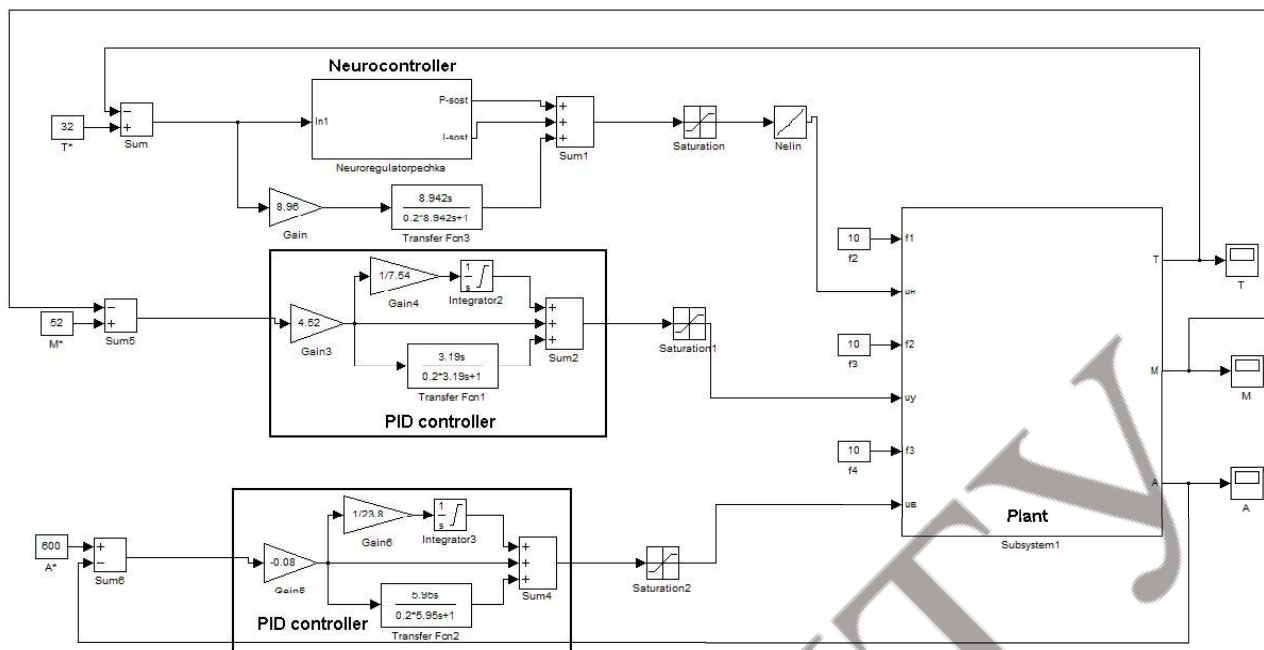 Neurocontroller
In1
P-sost
I-sost
Neuroregulatorpechka
32
T*
−
+
Sum
+
+
+
Sum1
Saturation
Nelin
8.96
Gain
8.942s
0.2*8.942s+1
Transfer Fcn3
52
M*
−
+
Sum5
4.52
Gain3
1/7.54
Gain4
1
s
Integrator2
3.19s
0.2*3.19s+1
Transfer Fcn1
+
+
+
Sum2
PID controller
Saturation1
600
A*
+
−
Sum6
-0.08
Gain5
1/23.8
Gain6
1
s
Integrator3
5.95s
0.2*5.95s+1
Transfer Fcn2
+
+
+
Sum4
PID controller
Saturation2
10
f2
10
f3
10
f4
f1
uн
f2
uy
f3
uв
T
M
A
Plant
Subsystem1
T
M
A
TY